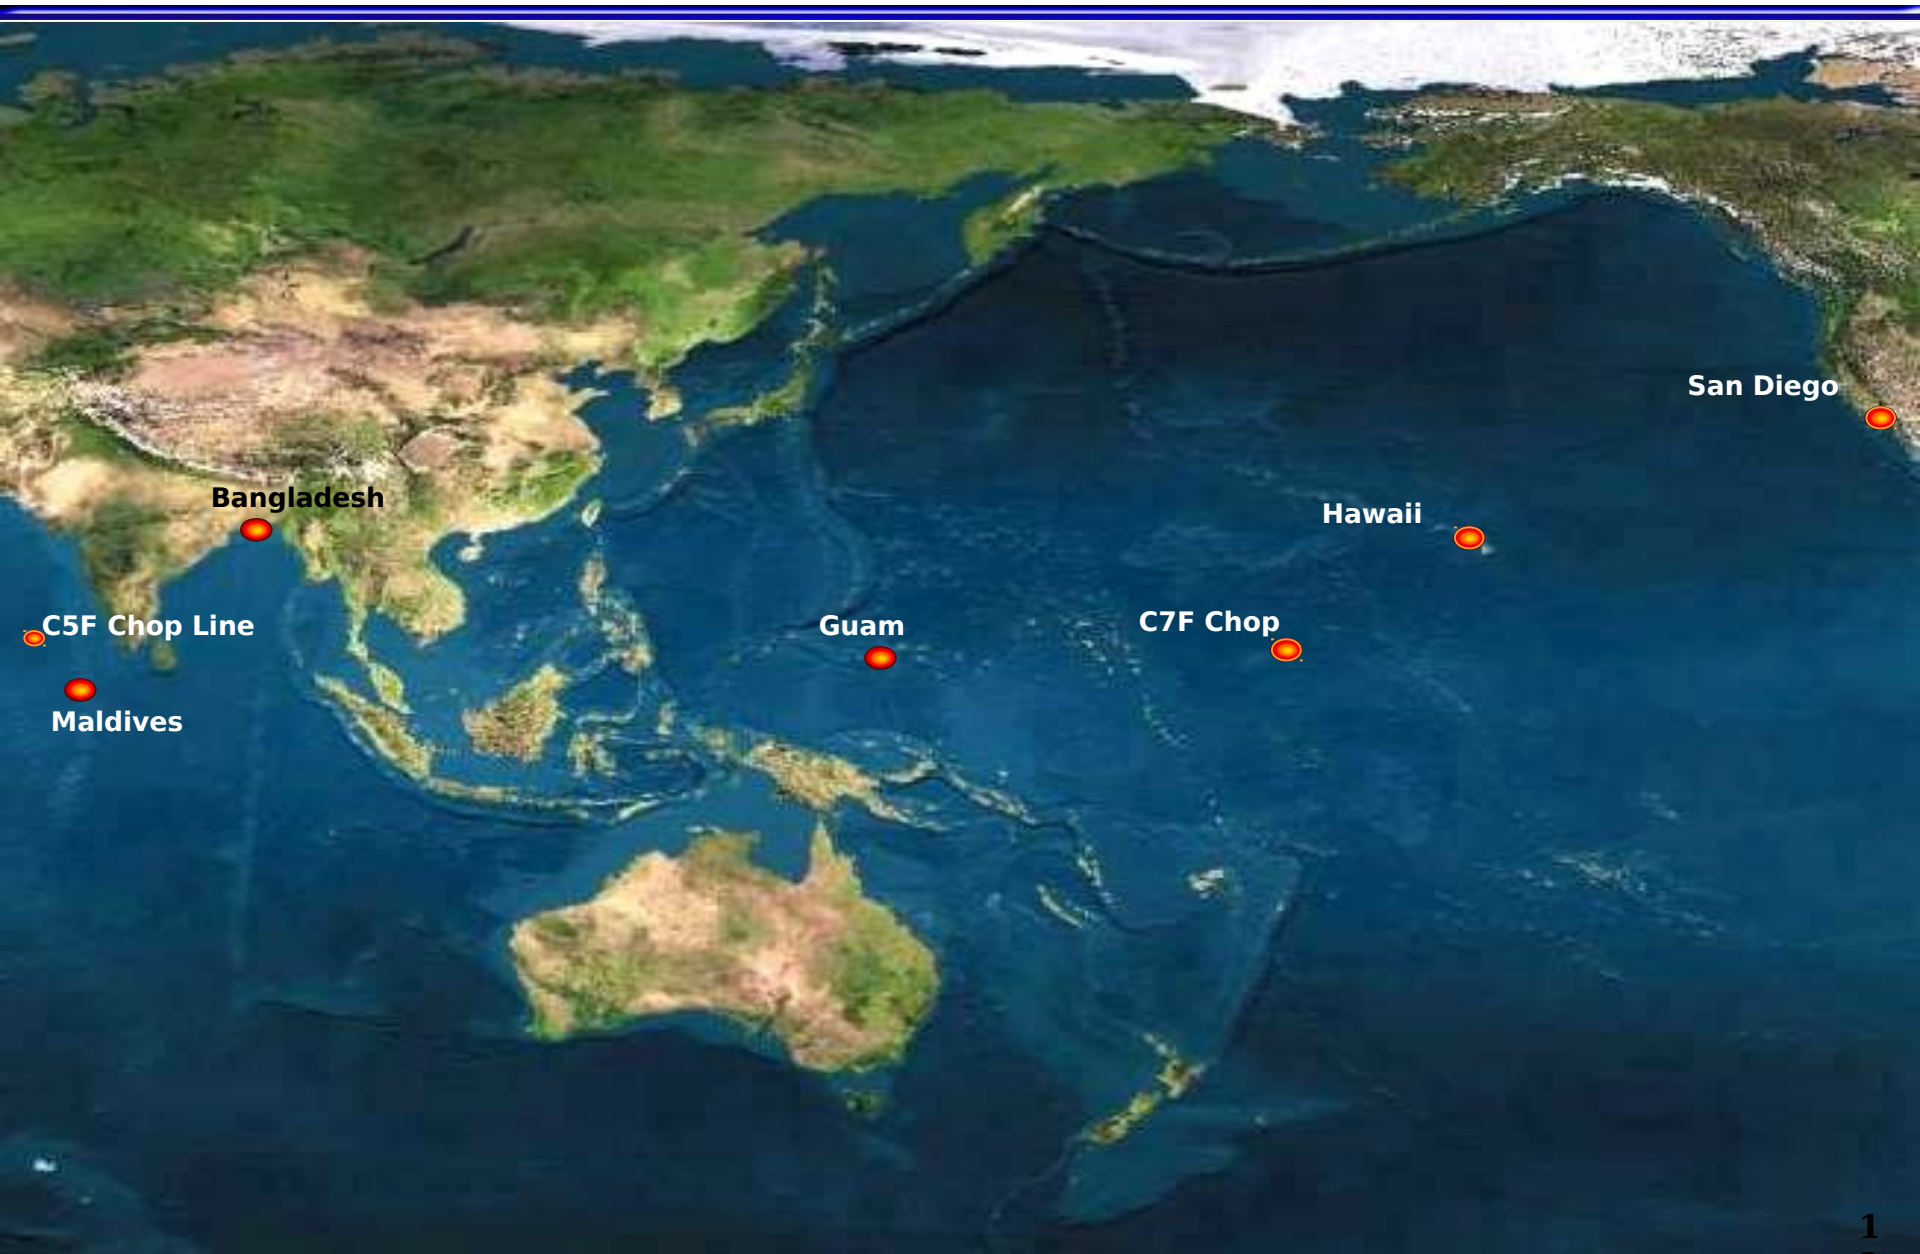 San Diego
Bangladesh
Hawaii
C5F Chop Line
Guam
C7F Chop
Maldives
1